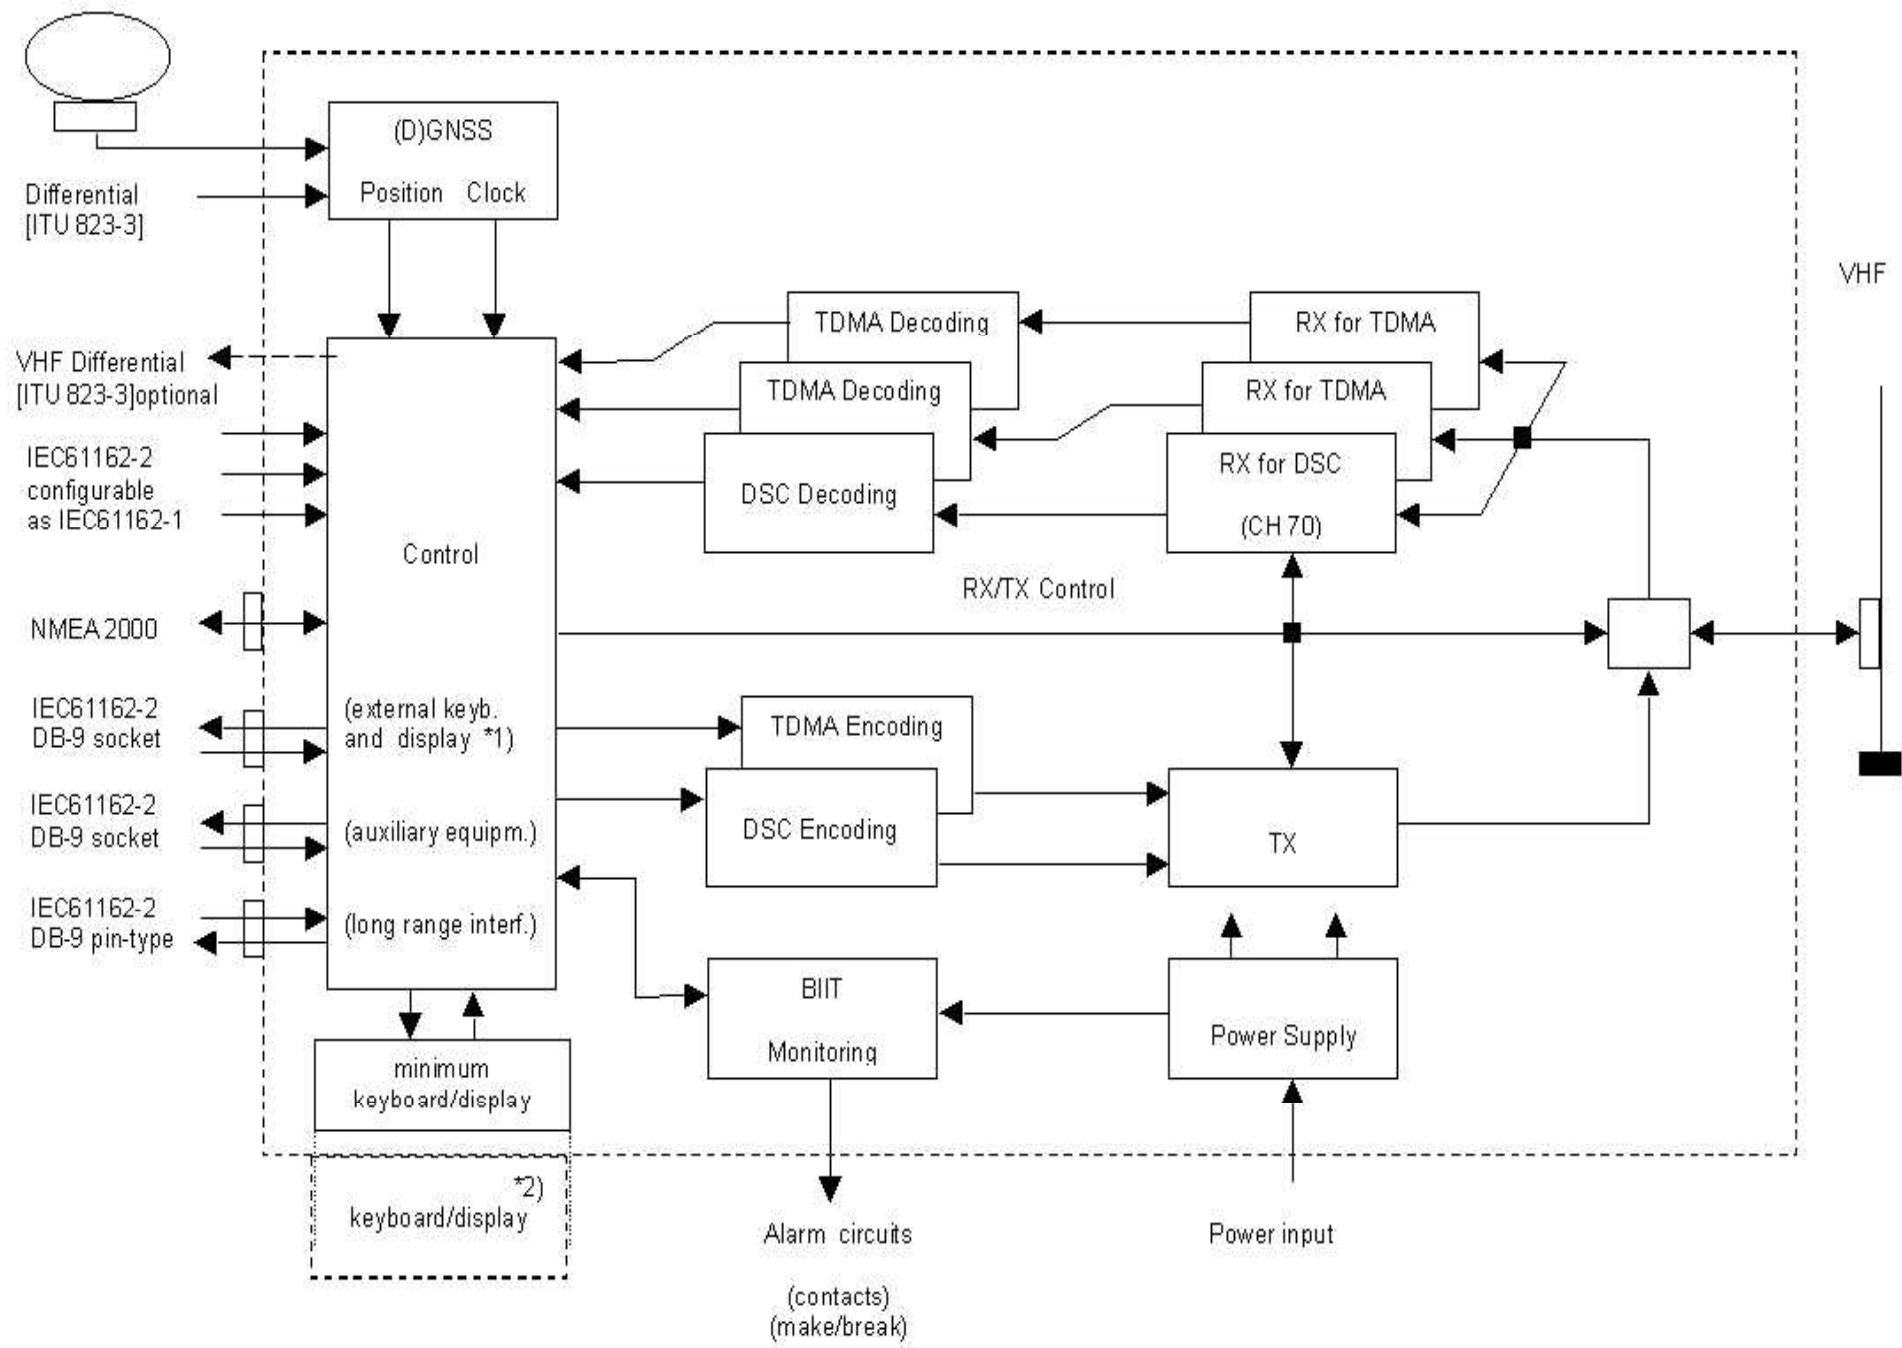 (D)GNSS
Position Clock
Differential
[ITU 823-3]
VHF
TDMA Decoding
RX for TDMA
VHF Differential
[ITU 823-3]optional
TDMA Decoding
RX for TDMA
IEC61162-2
configurable
as IEC61162-1
DSC Decoding
RX for DSC
(CH 70)
Control
RX/TX Control
NMEA 2000
IEC61162-2
DB-9 socket
(external keyb.
and display *1)
TDMA Encoding
IEC61162-2
DB-9 socket
(auxiliary equipm.)
DSC Encoding
TX
IEC61162-2
DB-9 pin-type
(long range interf.)
BIIT
Monitoring
Power Supply
minimum
keyboard/display
*2)
keyboard/display
Alarm circuits
(contacts)
(make/break)
Power input